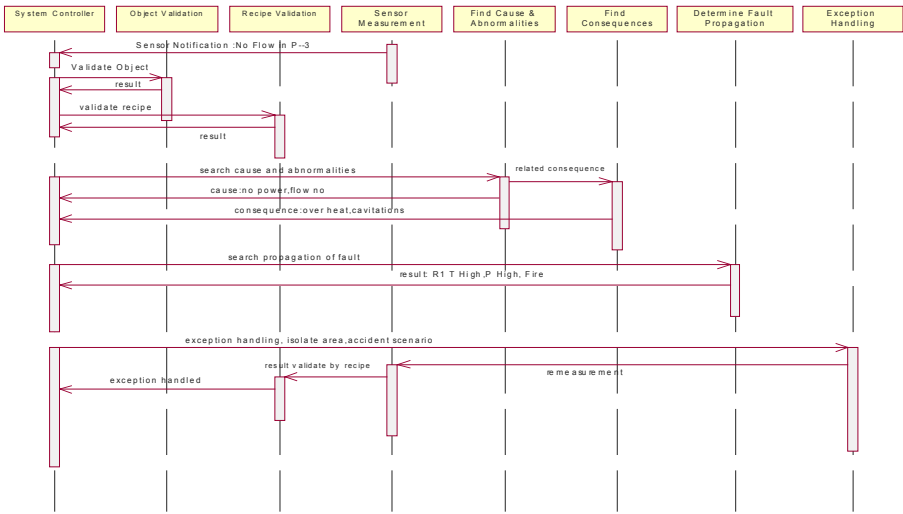 System Controller
Object Validation
Recipe Validation
Sensor
Measurement
Find Cause &
Abnormalities
Find
Consequences
Determine Fault
Propagation
Exception
Handling
Sensor Notification :No Flow in P--3
Validate Object
result
validate recipe
result
search cause and abnormalities
related consequence
cause:no power,flow no
consequence:over heat,cavitations
search propagation of fault
result: R1 T High,P High, Fire
exception handling, isolate area,accident scenario
result validate by recipe
remeasurement
exception handled